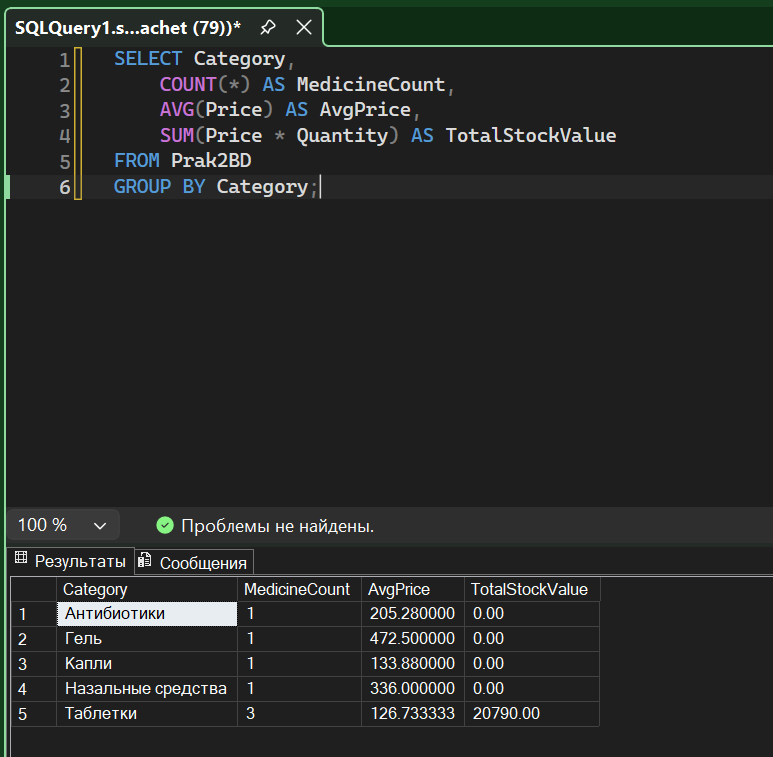 SQLQuery1.s...achet (79))*
1 SELECT Category,
2 COUNT(*) AS MedicineCount,
3 AVG(Price) AS AvgPrice,
4 SUM(Price * Quantity) AS TotalStockValue
5 FROM Prak2BD
6 GROUP BY Category;
100 % Проблемы не найдены.
Результаты Сообщения
Category MedicineCount AvgPrice TotalStockValue
1 Антибиотики 1 205.280000 0.00
2 Гель 1 472.500000 0.00
3 Капли 1 133.880000 0.00
4 Назальные средства 1 336.000000 0.00
5 Таблетки 3 126.733333 20790.00